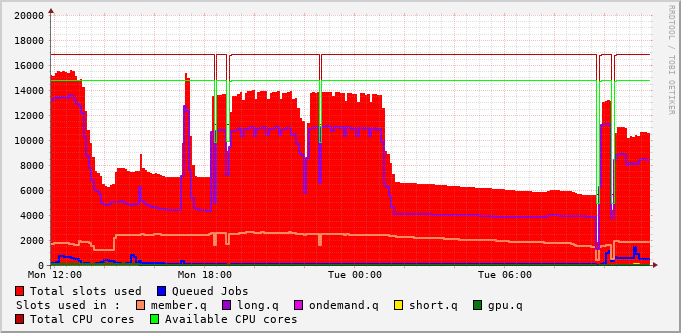 20000
18000
16000
14000
12000
10000
8000
6000
4000
2000
0
Mon 12:00 Mon 18:00 Tue 00:00 Tue 06:00
RRDTOOL / TOBI OETIKER
Total slots used Queued Jobs
Slots used in : member.q long.q ondemand.q short.q gpu.q
Total CPU cores Available CPU cores